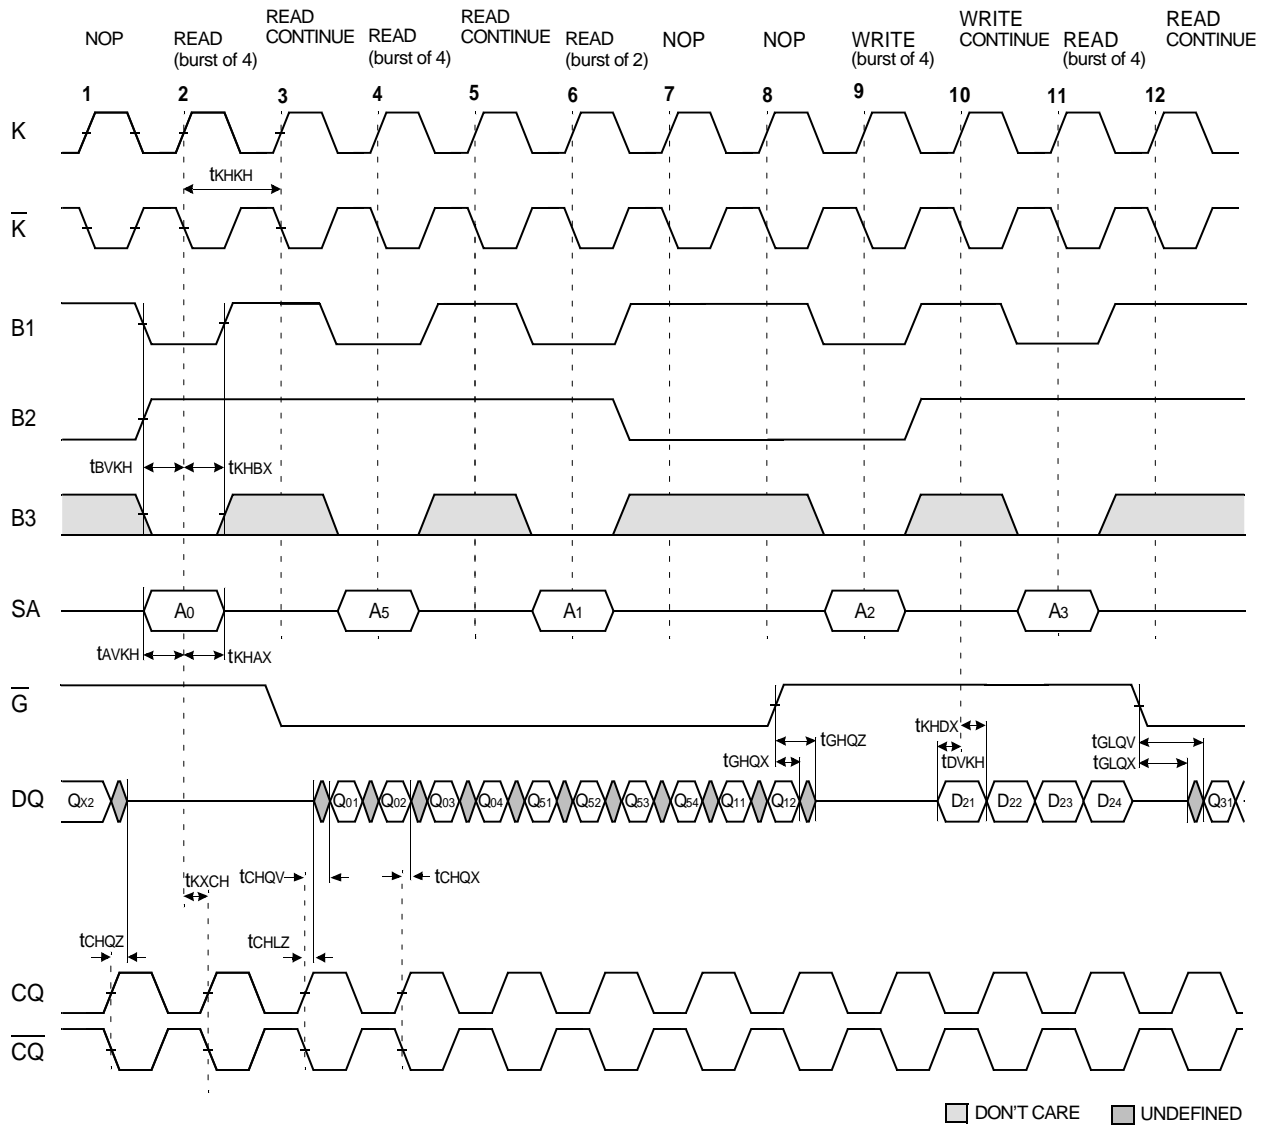 NOP READ (burst of 4) READ CONTINUE READ (burst of 4) READ CONTINUE READ (burst of 2) NOP NOP WRITE (burst of 4) WRITE CONTINUE READ (burst of 4) READ CONTINUE
1 2 3 4 5 6 7 8 9 10 11 12
K
tKHKH
K
B1
B2
tBVKH tKHBX
B3
SA A0 A5 A1 A2 A3
tAVKH tKHAX
G
tGHQZ tKHDX tGLQV
tGHQX tDVKH tGLQX
DQ QX2 Q01 Q02 Q03 Q04 Q51 Q52 Q53 Q54 Q11 Q12 D21 D22 D23 D24 Q31
tKXCH tCHQV tCHQX
tCHQZ tCHLZ
CQ
CQ
DON'T CARE UNDEFINED